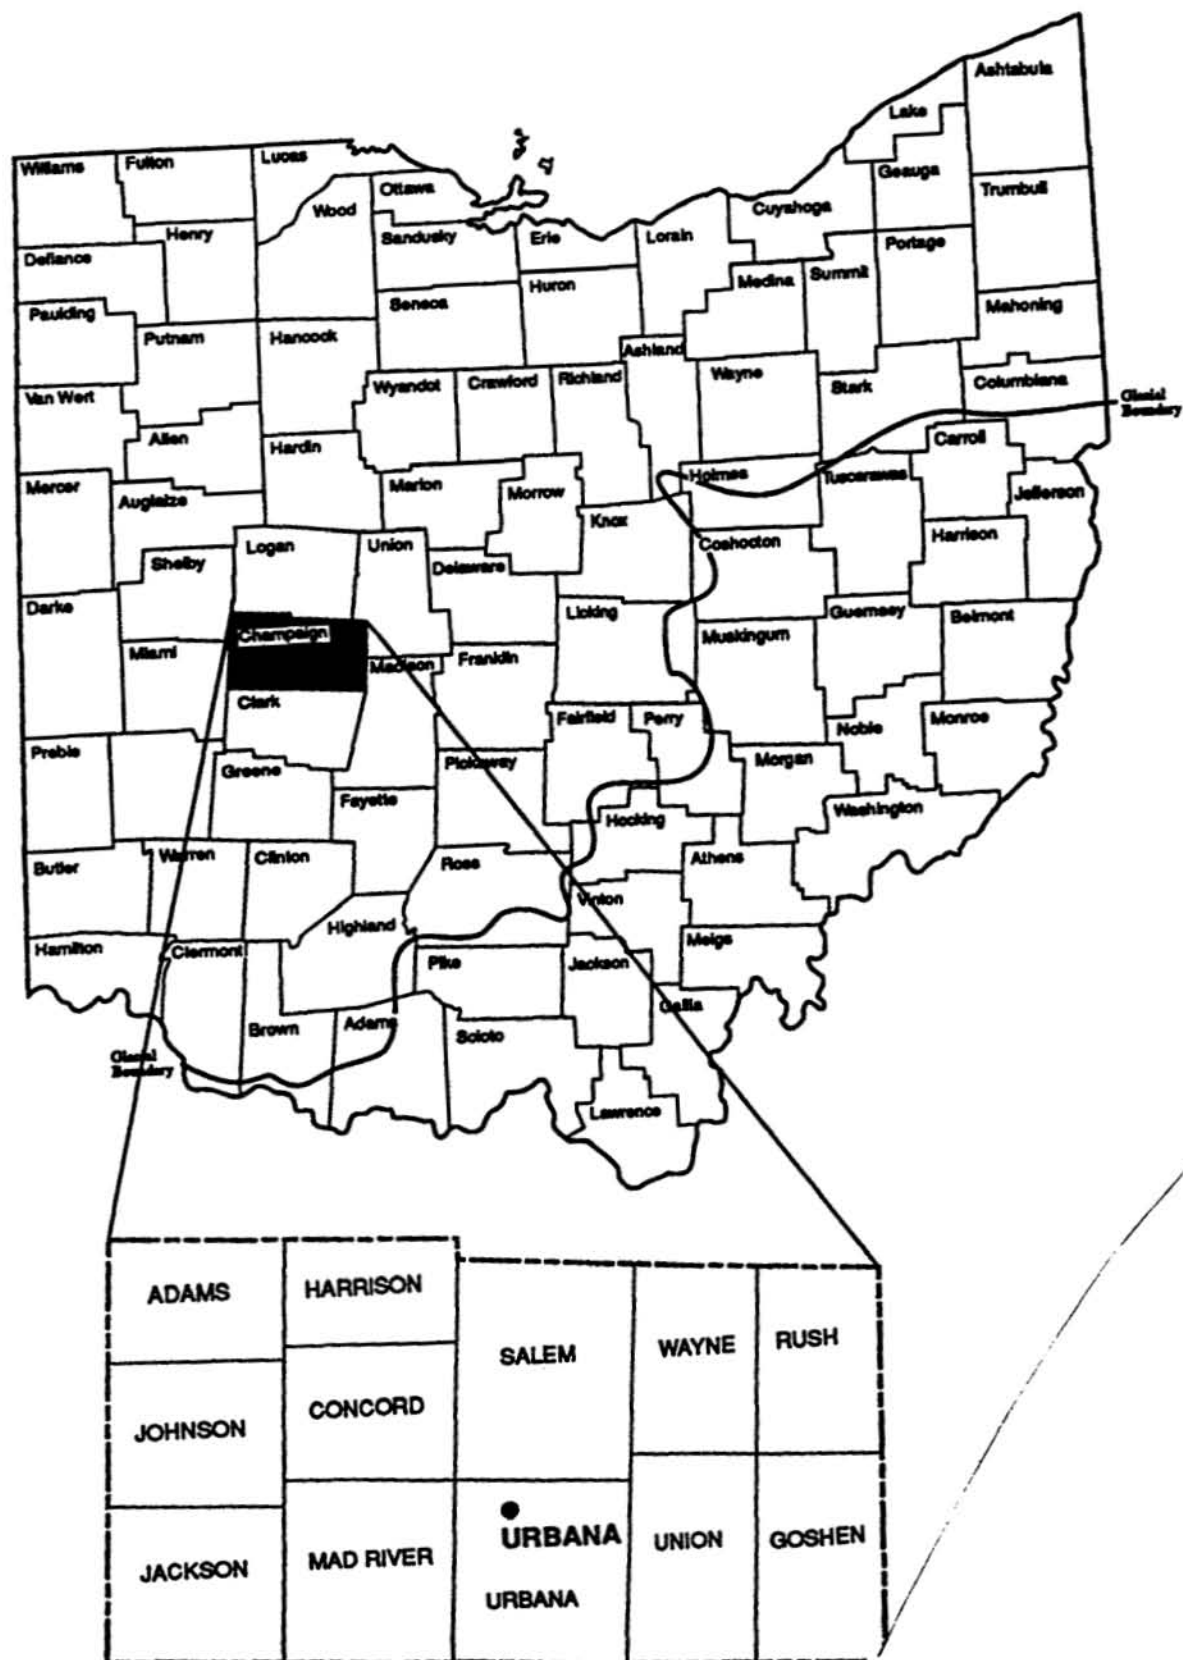 Ashtabula
Lake
Geauga
Williams
Fulton
Lucas
Ottawa
Wood
Trumbull
Cuyahoga
Henry
Sandusky
Erie
Lorain
Portage
Defiance
Medina
Summit
Huron
Seneca
Paulding
Mahoning
Putnam
Hancock
Ashland
Wyandot
Crawford
Richland
Wayne
Stark
Columbiana
Van Wert
Glacial
Boundary
Allen
Hardin
Carroll
Mercer
Auglaize
Marion
Morrow
Holmes
Tuscarawas
Jefferson
Knox
Logan
Union
Coshocton
Harrison
Shelby
Delaware
Darke
Licking
Guernsey
Belmont
Champaign
Muskingum
Miami
Madison
Franklin
Clark
Fairfield
Perry
Noble
Monroe
Preble
Greene
Pickaway
Morgan
Fayette
Hocking
Washington
Butler
Warren
Clinton
Ross
Athens
Vinton
Highland
Hamilton
Clermont
Pike
Jackson
Meigs
Gallia
Brown
Adams
Scioto
Glacial
Boundary
Lawrence
ADAMS
HARRISON
SALEM
WAYNE
RUSH
JOHNSON
CONCORD
JACKSON
MAD RIVER
URBANA
URBANA
UNION
GOSHEN